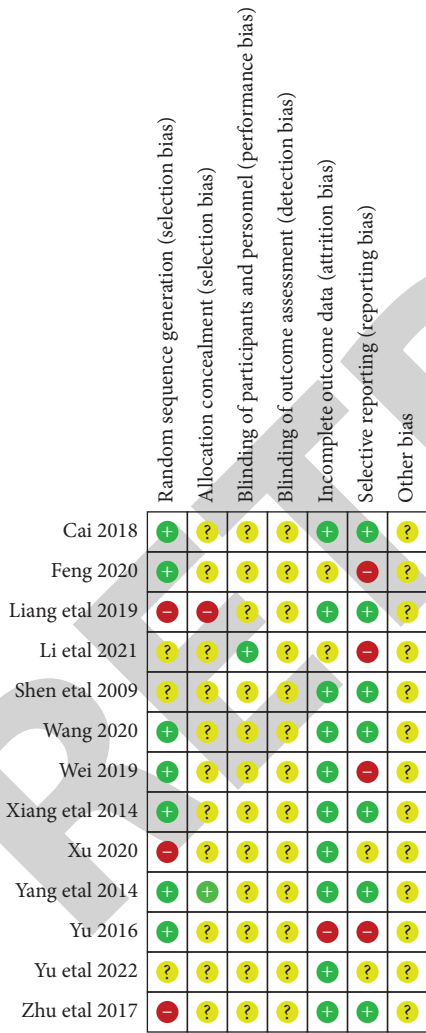 Random sequence generation (selection bias)
Allocation concealment (selection bias)
Blinding of participants and personnel (performance bias)
Blinding of outcome assessment (detection bias)
Incomplete outcome data (attrition bias)
Selective reporting (reporting bias)
Other bias
Cai 2018 + ? ? ? + + ?
Feng 2020 + ? ? ? ? – ?
Liang etal 2019 – – ? ? + + ?
Li etal 2021 ? ? + ? ? – ?
Shen etal 2009 ? ? ? ? + + ?
Wang 2020 + ? ? ? + + ?
Wei 2019 + ? ? ? + – ?
Xiang etal 2014 + ? ? ? + + ?
Xu 2020 – ? ? ? + ? ?
Yang etal 2014 + + ? ? + + ?
Yu 2016 + ? ? ? – – ?
Yu etal 2022 ? ? ? ? + ? ?
Zhu etal 2017 – ? ? ? + + ?